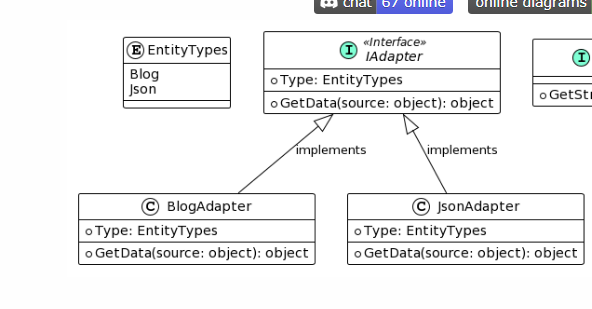 chat 67 online
online diagrams
E EntityTypes
Blog
Json
«Interface»
I IAdapter
Type: EntityTypes
GetData(source: object): object
I
GetStr
implements
implements
C BlogAdapter
Type: EntityTypes
GetData(source: object): object
C JsonAdapter
Type: EntityTypes
GetData(source: object): object